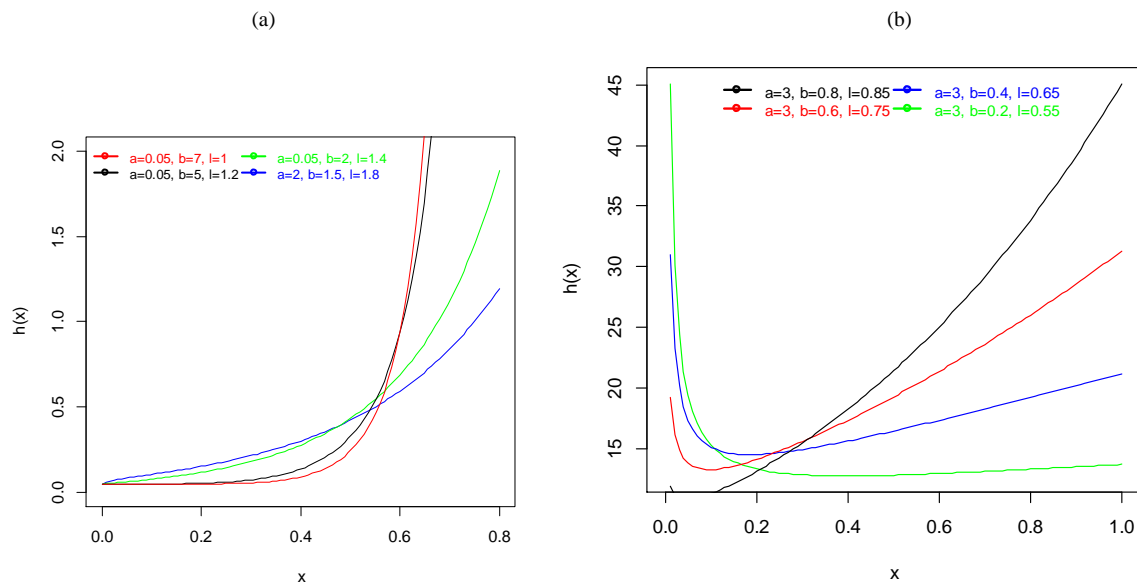 (a)
(b)
h(x)
2.0
1.5
1.0
0.5
0.0
a=0.05, b=7, l=1
a=0.05, b=5, l=1.2
a=0.05, b=2, l=1.4
a=2, b=1.5, l=1.8
0.0 0.2 0.4 0.6 0.8
x
h(x)
45
40
35
30
25
20
15
a=3, b=0.8, l=0.85
a=3, b=0.6, l=0.75
a=3, b=0.4, l=0.65
a=3, b=0.2, l=0.55
0.0 0.2 0.4 0.6 0.8 1.0
x